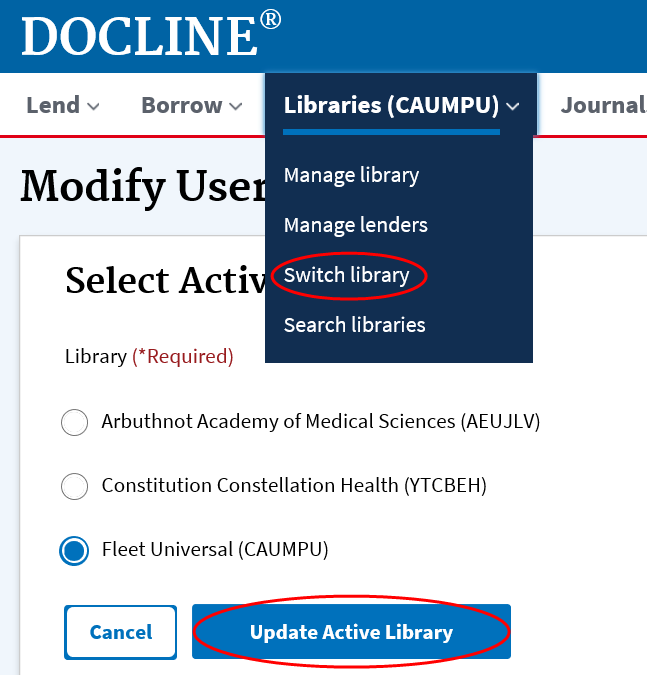 DOCLINE®
Lend Borrow Libraries (CAUMPU) Journal
Manage library
Manage lenders
Switch library
Search libraries
Modify User
Select Activ
Library (*Required)
Arbuthnot Academy of Medical Sciences (AEUJLV)
Constitution Constellation Health (YTCBEH)
Fleet Universal (CAUMPU)
Cancel Update Active Library